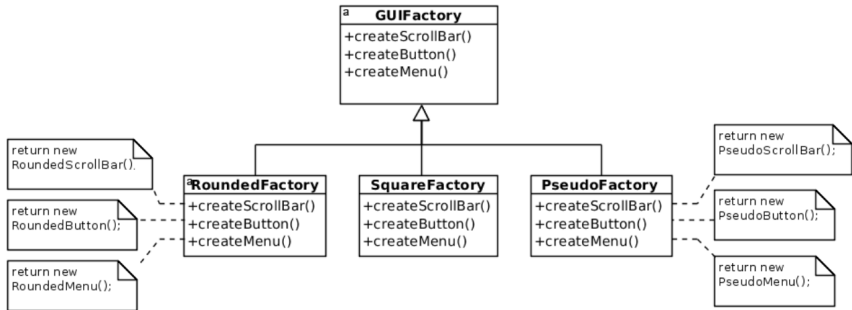 a
GUIFactory
+createScrollBar()
+createButton()
+createMenu()
return new
RoundedScrollBar().
return new
RoundedButton();
return new
RoundedMenu();
a
RoundedFactory
+createScrollBar()
+createButton()
+createMenu()
SquareFactory
+createScrollBar()
+createButton()
+createMenu()
PseudoFactory
+createScrollBar()
+createButton()
+createMenu()
return new
PseudoScrollBar();
return new
PseudoButton();
return new
PseudoMenu();